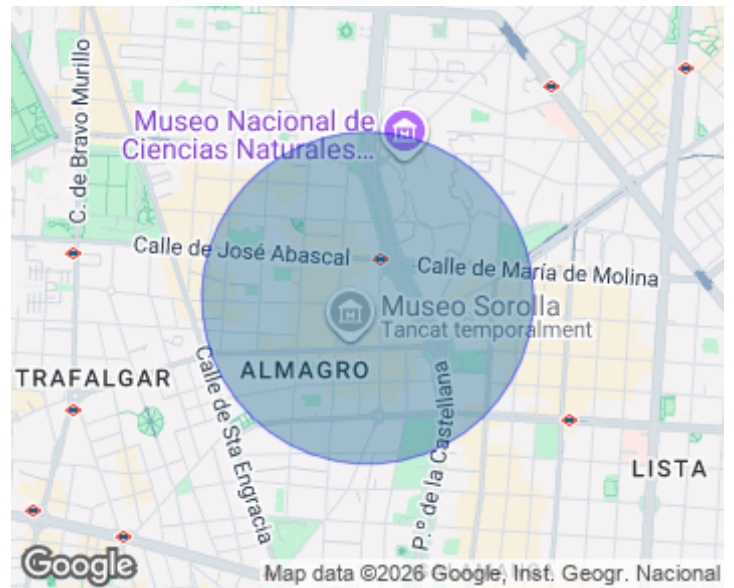 Museo Nacional de
Ciencias Naturales...
C. de Bravo Murillo
Calle de José Abascal
Calle de María de Molina
Museo Sorolla
Tancat temporalment
TRAFALGAR
ALMAGRO
Calle de Sta Engracia
P.º de la Castellana
LISTA
Google
Map data ©2026 Google, Inst. Geogr. Nacional